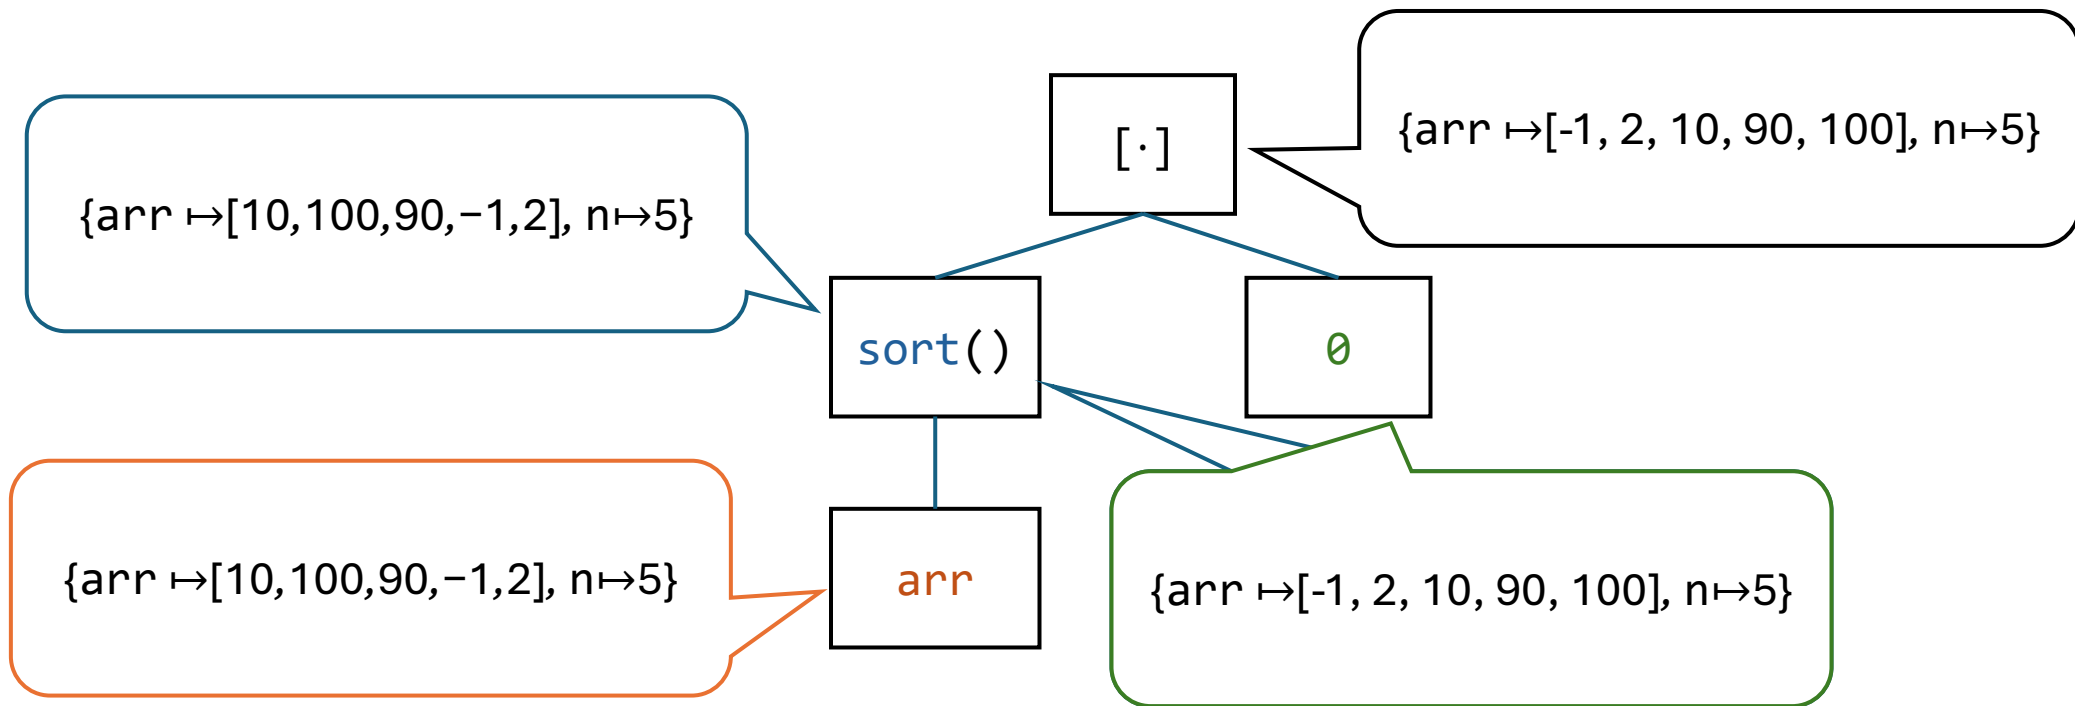 {arr ↦[-1, 2, 10, 90, 100], n↦5}
[·]
{arr ↦[10,100,90,−1,2], n↦5}
sort()
0
{arr ↦[10,100,90,−1,2], n↦5}
arr
{arr ↦[-1, 2, 10, 90, 100], n↦5}